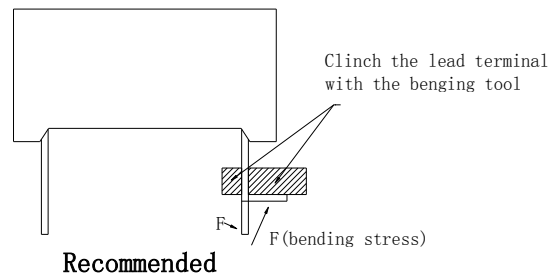 Clinch the lead terminal
with the benging tool
F
F(bending stress)
Recommended